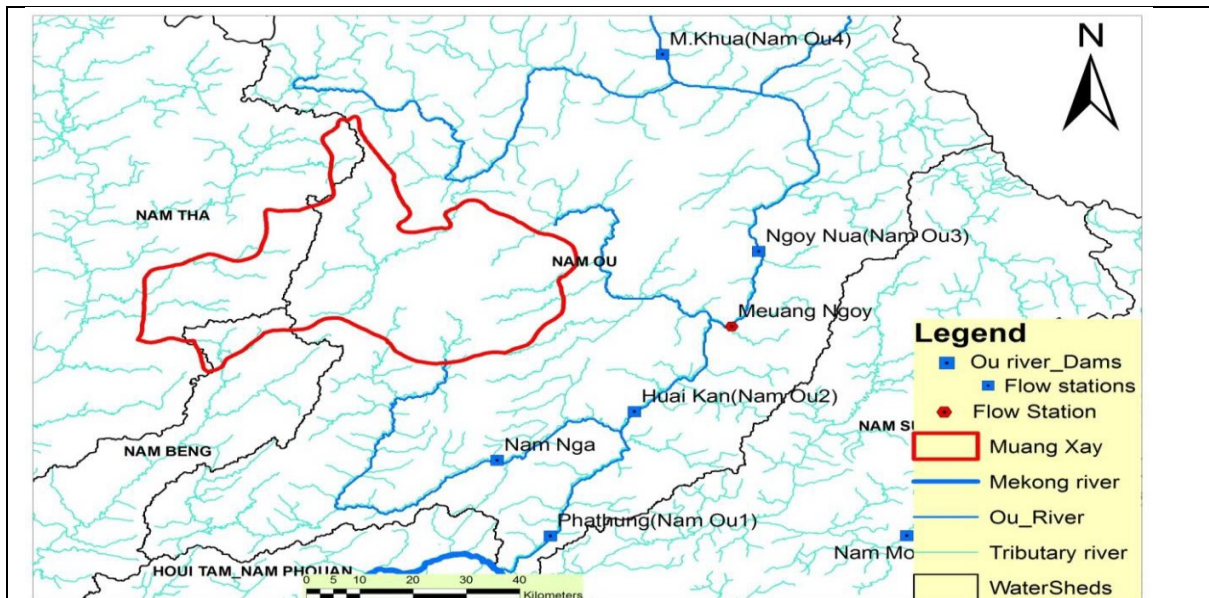 M.Khua(Nam Ou4)
N
NAM THA
Ngoy Nua(Nam Ou3)
NAM OU
Meuang Ngoy
Legend
Ou river_Dams
Flow stations
Huai Kan(Nam Ou2)
Flow Station
NAM SU
Muang Xay
NAM BENG
Nam Nga
Mekong river
Phathung(Nam Ou1)
Ou_River
Nam Mo
Tributary river
HOUI TAM_NAM PHOUAN
0 5 10 20 30 40
Kilometers
WaterSheds